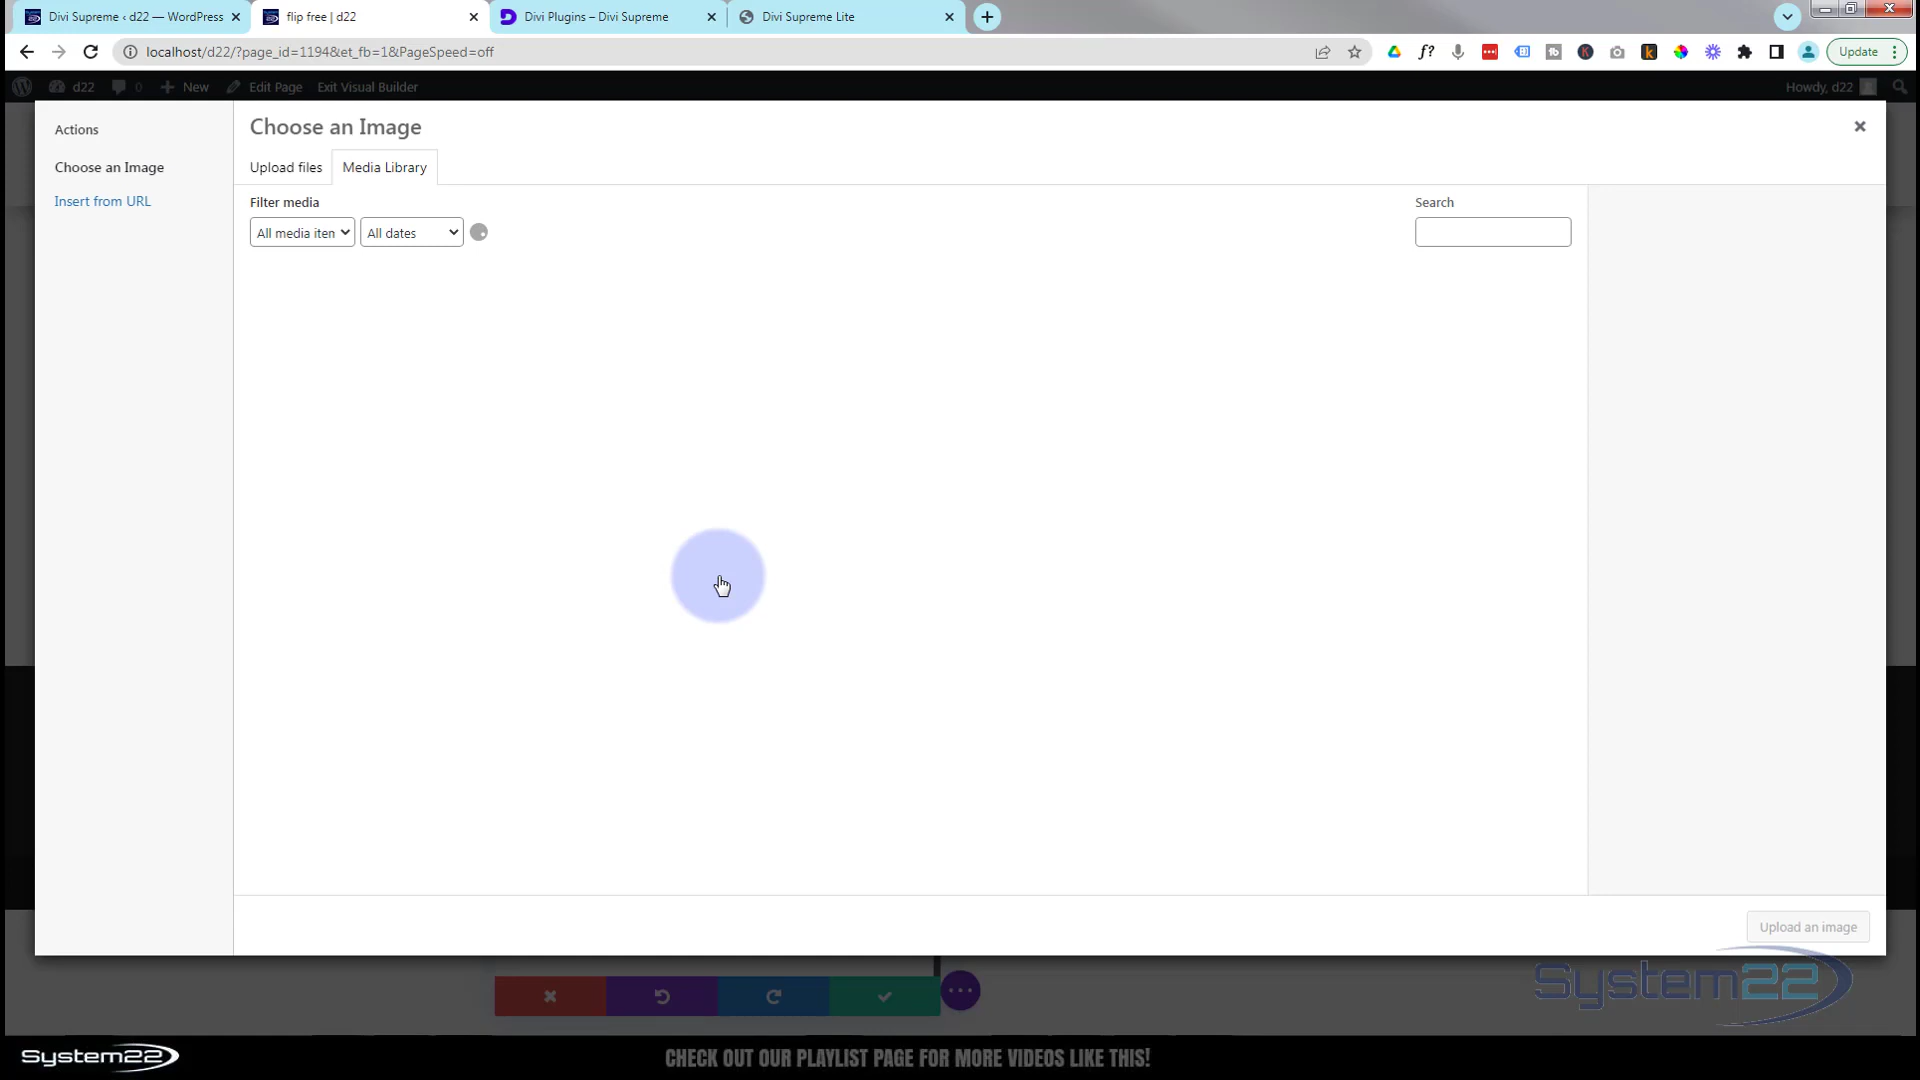 Divi Supreme ‹ d22 — WordPress
flip free | d22
Divi Plugins – Divi Supreme
Divi Supreme Lite
localhost/d22/?page_id=1194&et_fb=1&PageSpeed=off
Update
d22
0
New
Edit Page
Exit Visual Builder
Howdy, d22
Actions
Choose an Image
Insert from URL
Choose an Image
Upload files
Media Library
Filter media
All media iten
All dates
Search
Upload an image
System22
System22
CHECK OUT OUR PLAYLIST PAGE FOR MORE VIDEOS LIKE THIS!